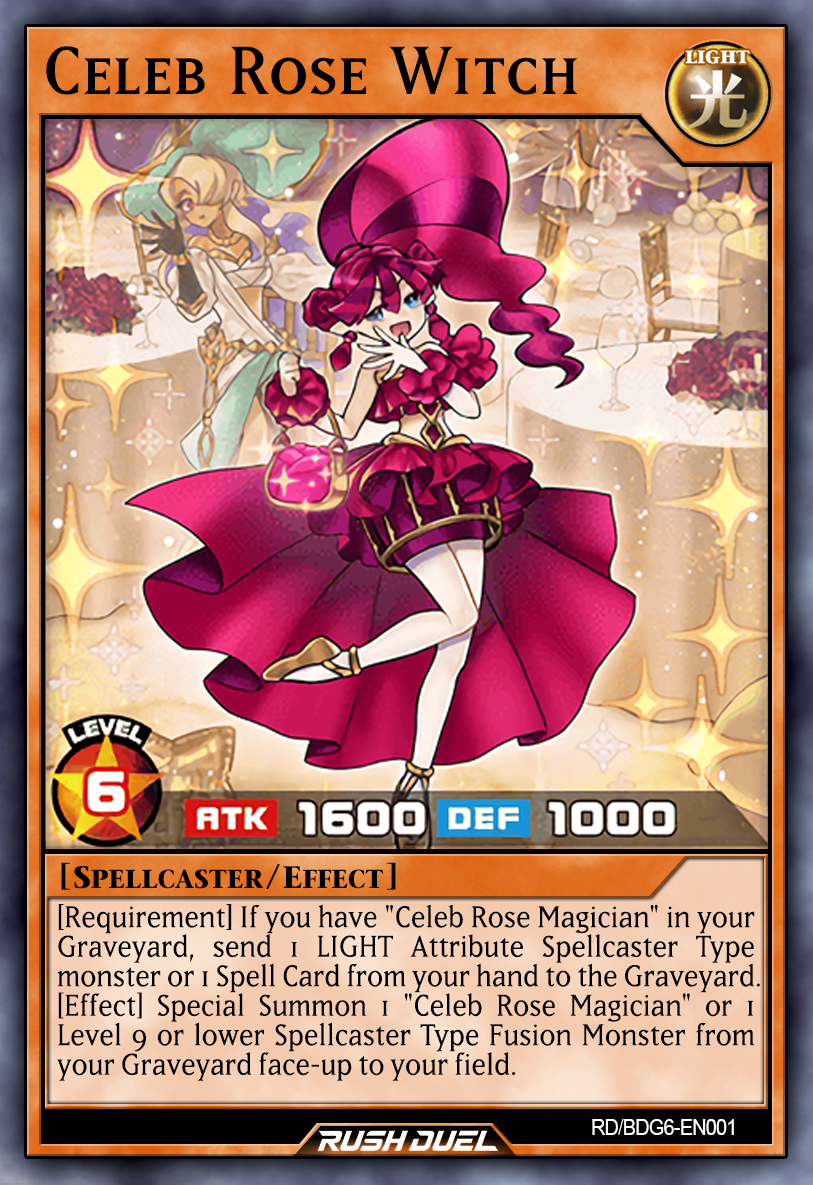 Celeb Rose Witch
LIGHT
光
LEVEL
6
ATK 1600 DEF 1000
[Spellcaster/Effect]
[Requirement] If you have "Celeb Rose Magician" in your
Graveyard, send 1 LIGHT Attribute Spellcaster Type
monster or 1 Spell Card from your hand to the Graveyard.
[Effect] Special Summon 1 "Celeb Rose Magician" or 1
Level 9 or lower Spellcaster Type Fusion Monster from
your Graveyard face-up to your field.
RD/BDG6-EN001
RUSH DUEL